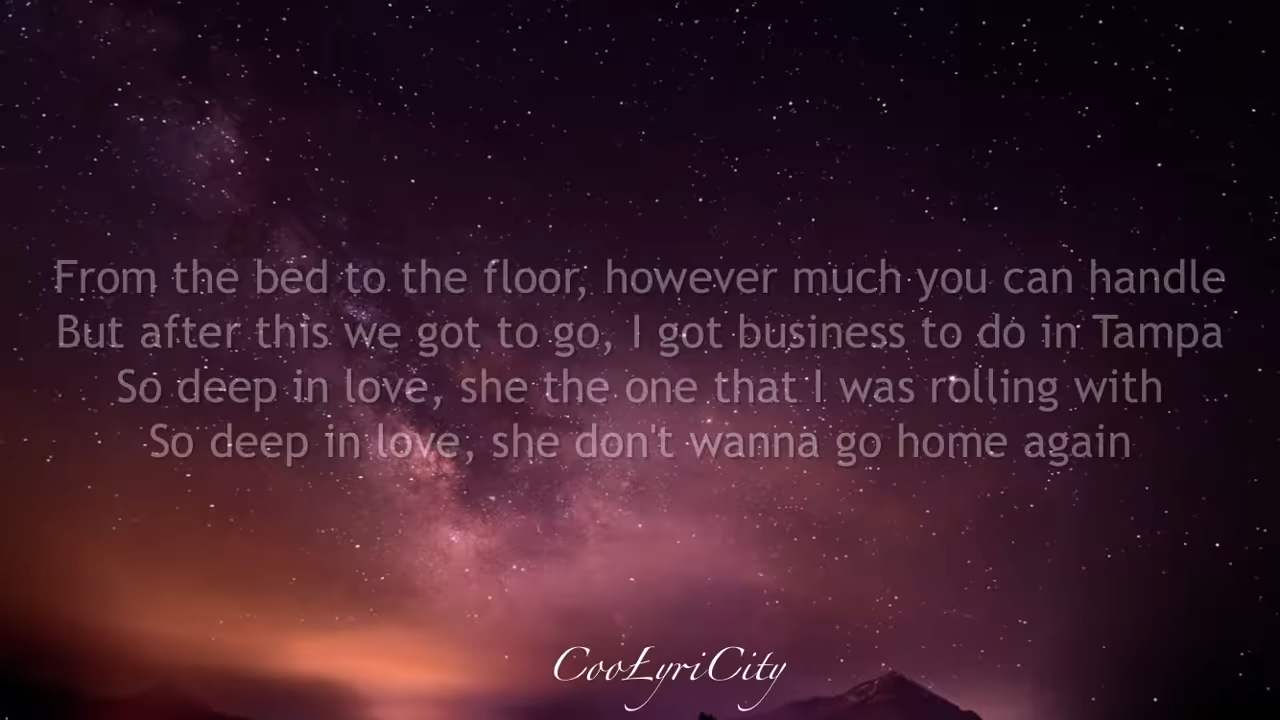 From the bed to the floor, however much you can handle
But after this we got to go, I got business to do in Tampa
So deep in love, she the one that I was rolling with
So deep in love, she don't wanna go home again
CooLyriCity